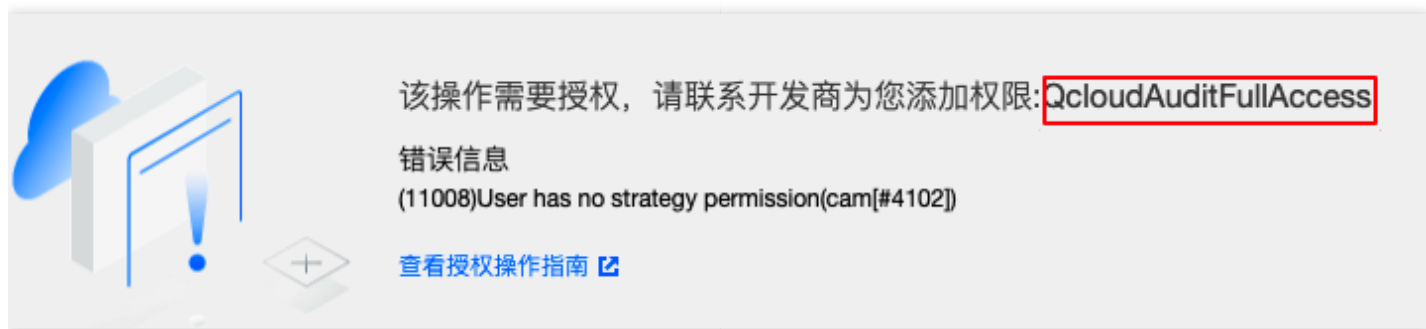 该操作需要授权，请联系开发商为您添加权限:QcloudAuditFullAccess
错误信息
(11008)User has no strategy permission(cam[#4102])
查看授权操作指南